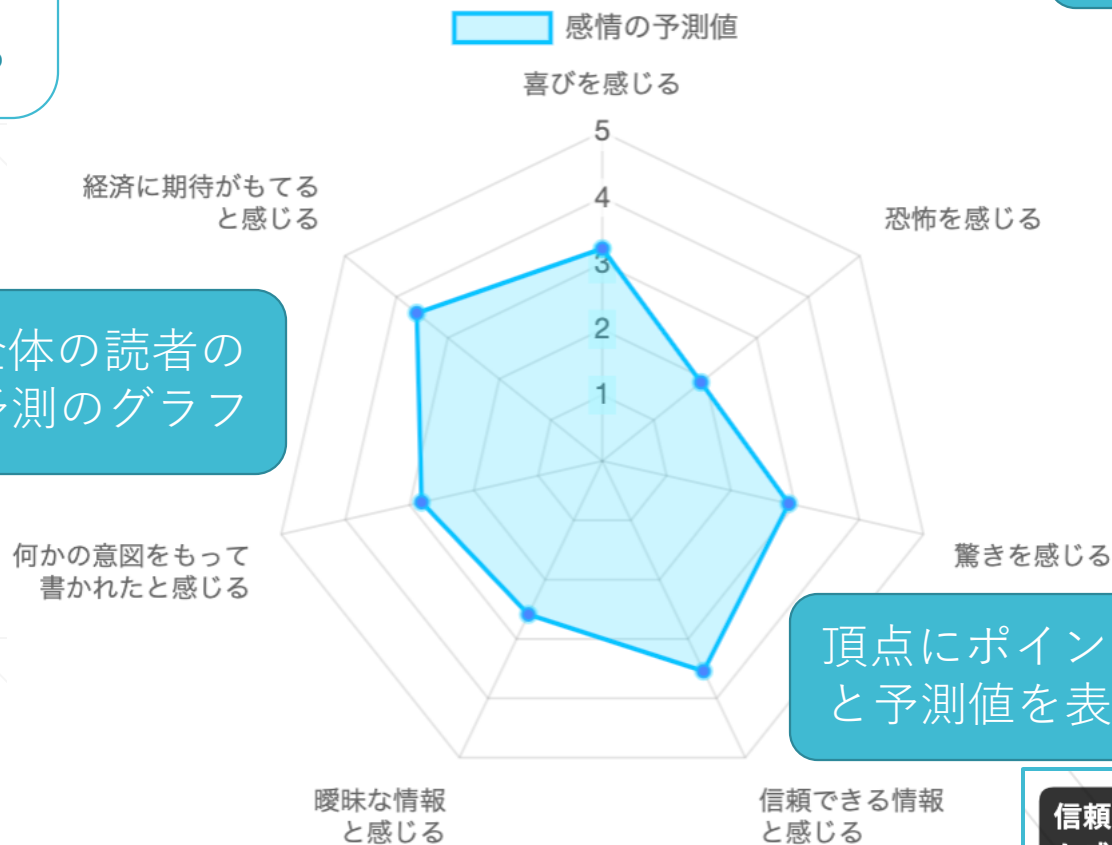 感情の予測値
喜びを感じる
5
4
3
2
1
経済に期待がもてる
と感じる
恐怖を感じる
体の読者の
測のグラフ
何かの意図をもって
書かれたと感じる
驚きを感じる
頂点にポイン
と予測値を表
曖昧な情報
と感じる
信頼できる情報
と感じる
信頼